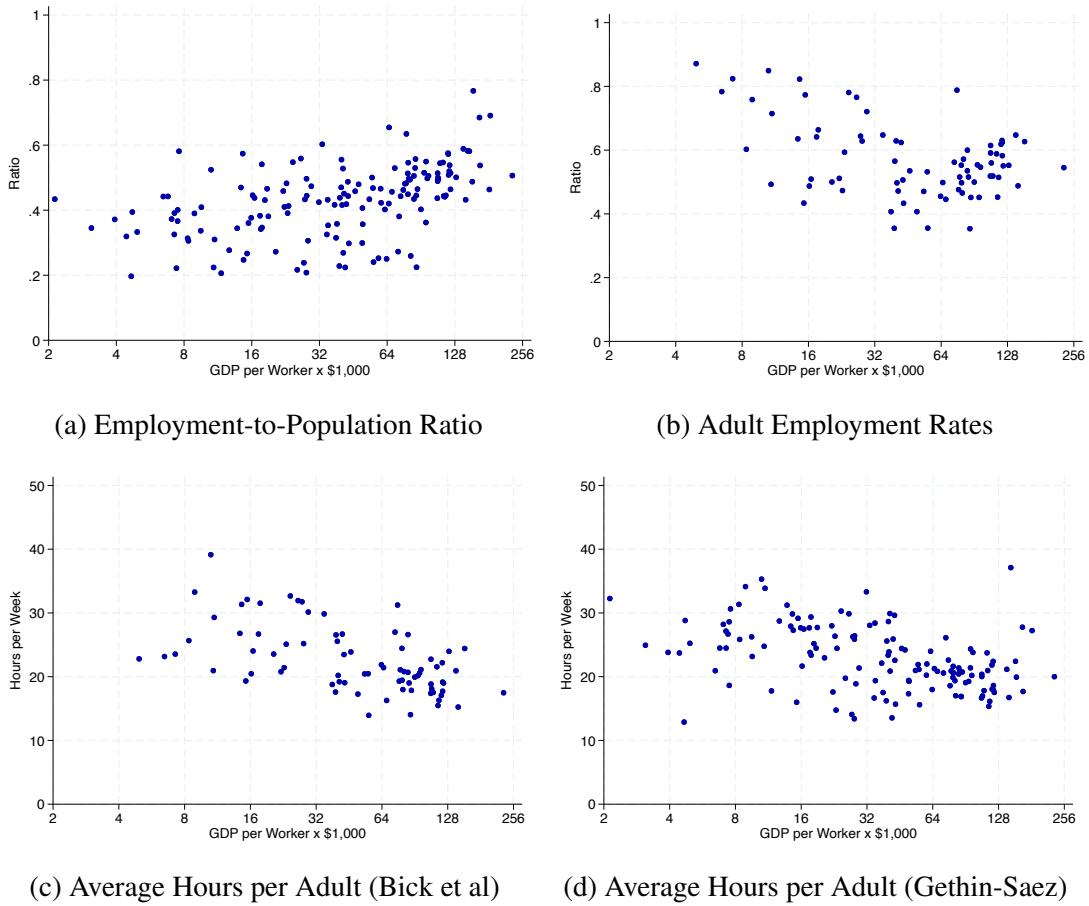 1
.8
.6
.4
.2
0
Ratio
2 4 8 16 32 64 128 256
GDP per Worker x $1,000
(a) Employment-to-Population Ratio
1
.8
.6
.4
.2
0
Ratio
2 4 8 16 32 64 128 256
GDP per Worker x $1,000
(b) Adult Employment Rates
50
40
30
20
10
0
Hours per Week
2 4 8 16 32 64 128 256
GDP per Worker x $1,000
(c) Average Hours per Adult (Bick et al)
50
40
30
20
10
0
Hours per Week
2 4 8 16 32 64 128 256
GDP per Worker x $1,000
(d) Average Hours per Adult (Gethin-Saez)